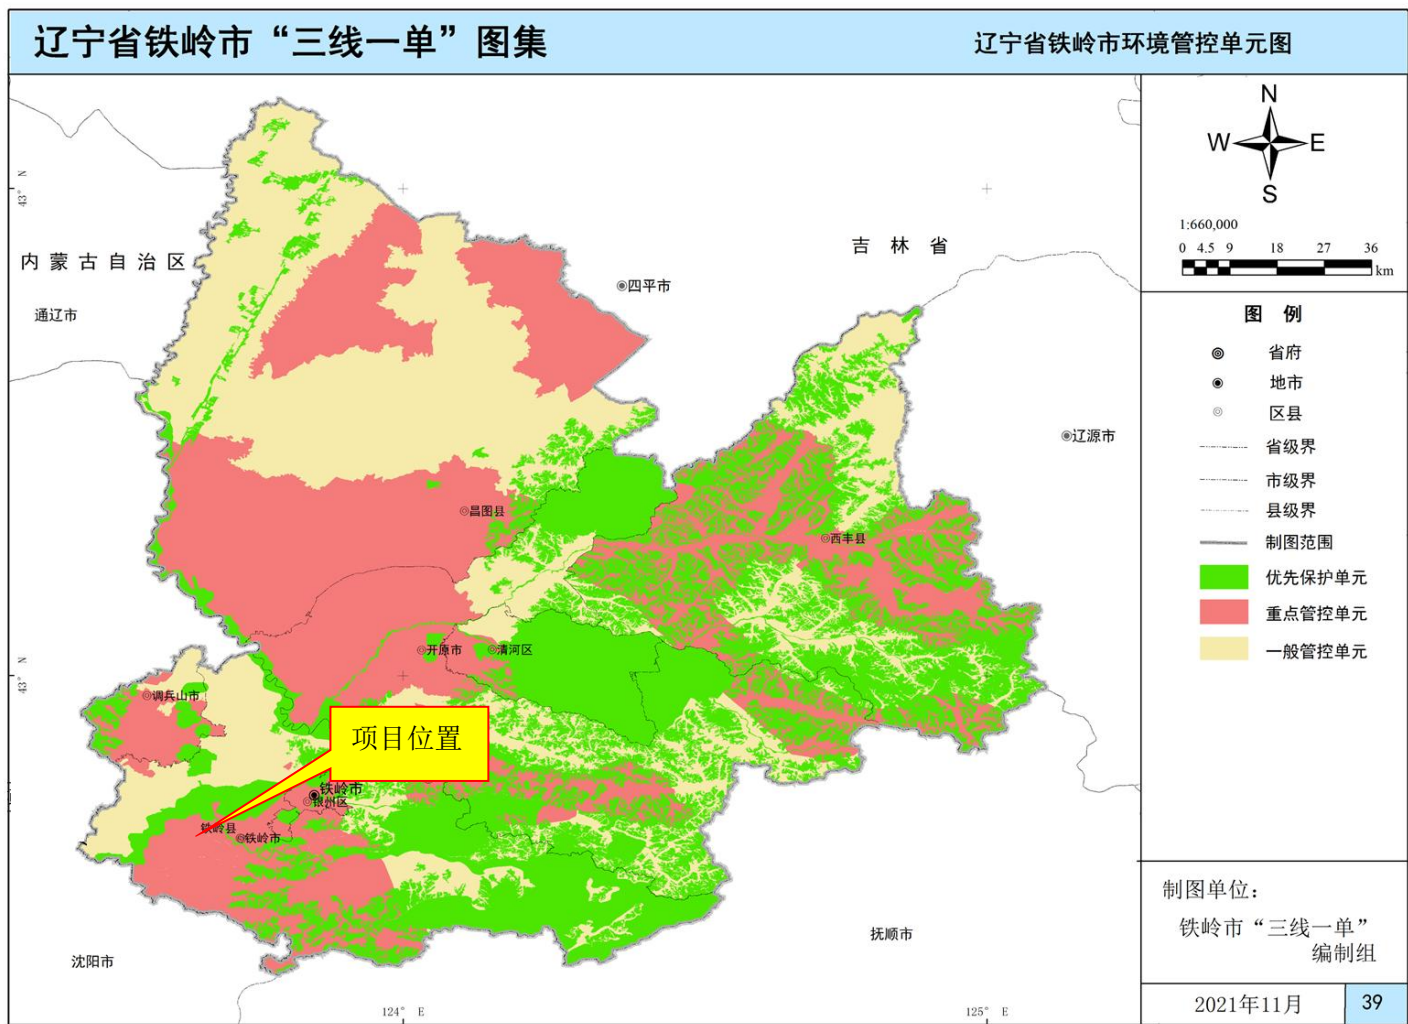 辽宁省铁岭市“三线一单”图集
辽宁省铁岭市环境管控单元图
N
W
E
S
1:660,000
0 4.5 9 18 27 36
km
43° N
内蒙古自治区
吉林省
四平市
通辽市
辽源市
昌图县
西丰县
开原市
清河区
43° N
调兵山市
项目位置
铁岭市
银州区
铁岭县
铁岭市
抚顺市
沈阳市
124° E
125° E
图 例
省府
地市
区县
省级界
市级界
县级界
制图范围
优先保护单元
重点管控单元
一般管控单元
制图单位:
铁岭市“三线一单”
编制组
2021年11月
39